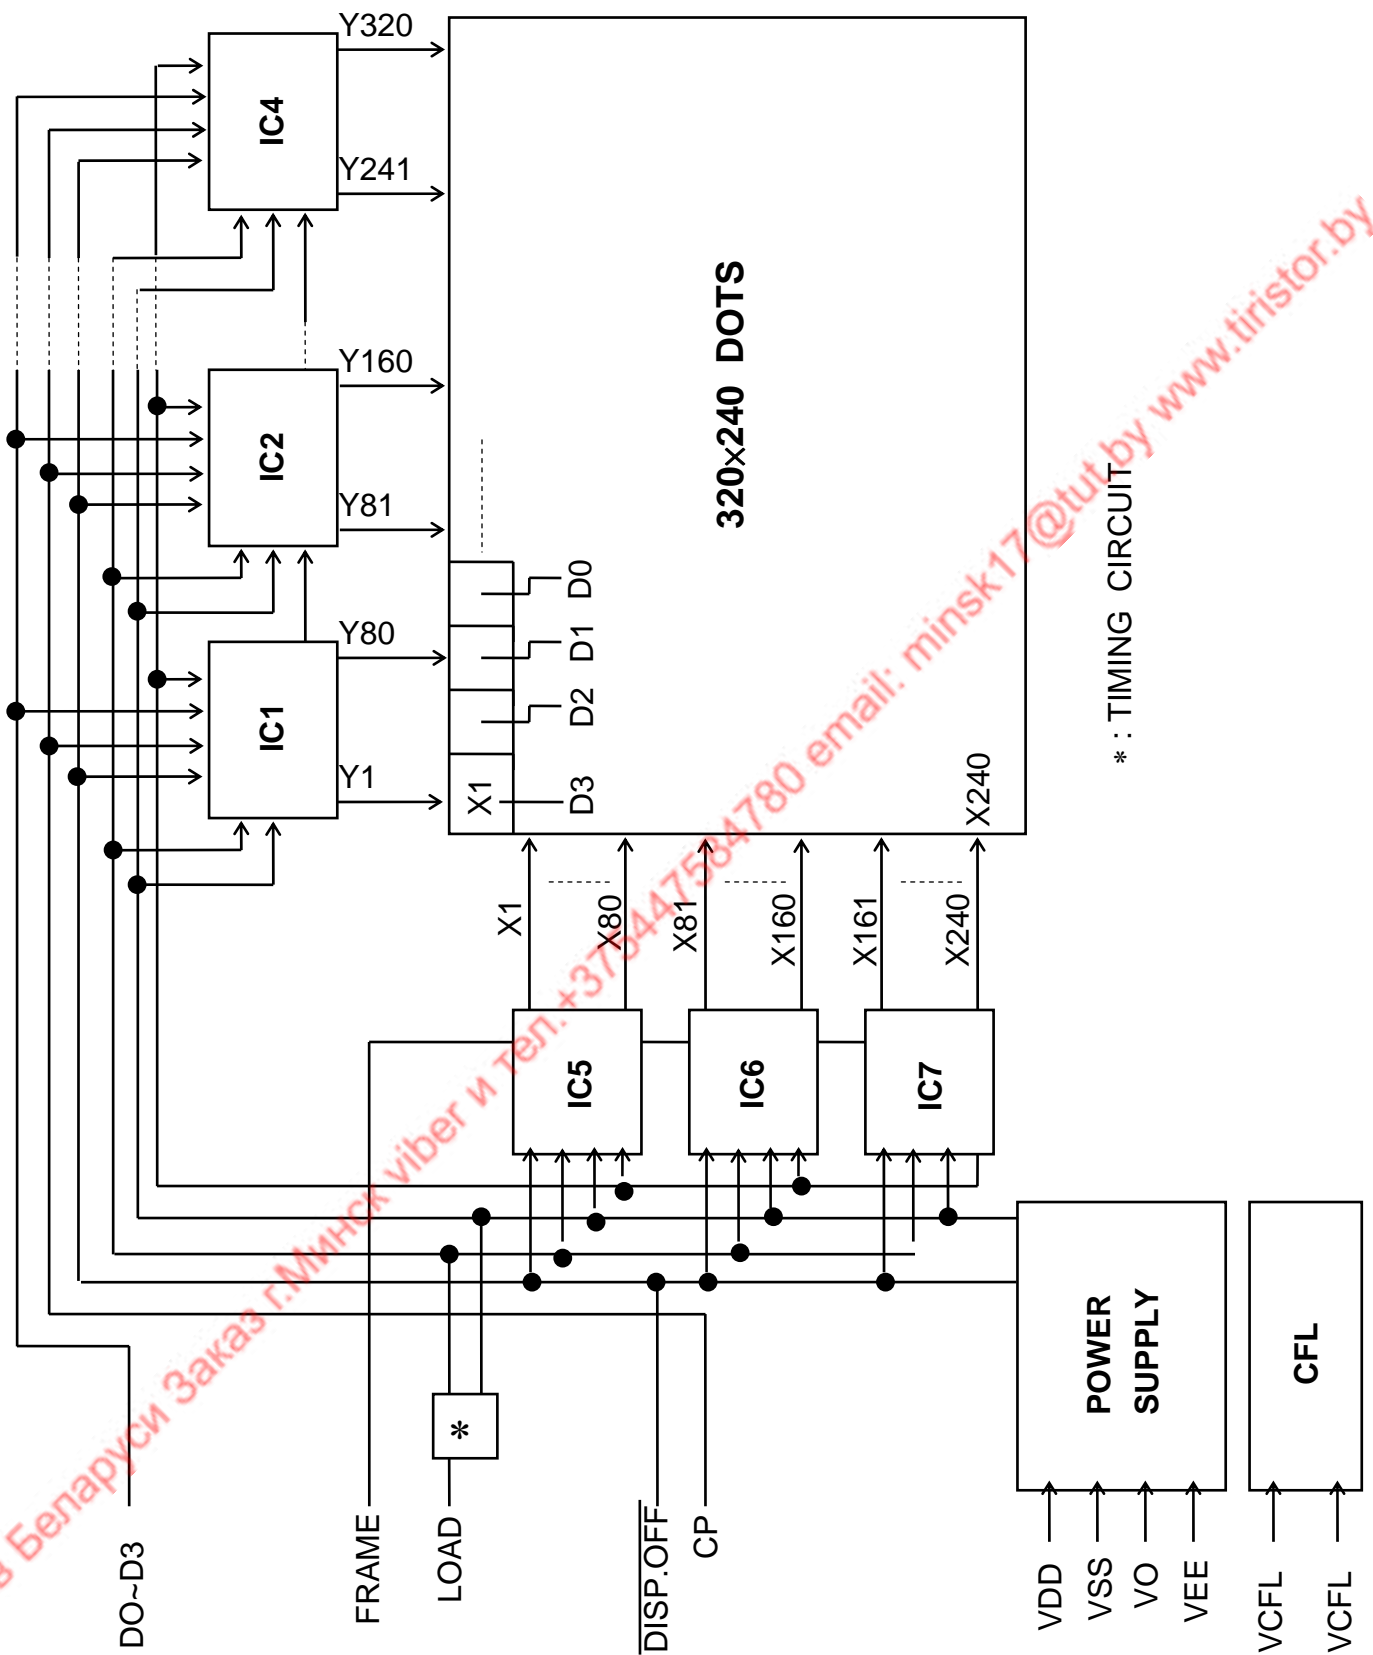 Y320
Y241
IC4
Y160
Y81
IC2
Y80
Y1
IC1
320x240 DOTS
D0
D1
D2
D3
X1
X240
X1
X80
X81
X160
X161
X240
IC5
IC6
IC7
* : TIMING CIRCUIT
POWER
SUPPLY
CFL
*
DO~D3
FRAME
LOAD
DISP.OFF
CP
VDD
VSS
VO
VEE
VCFL
VCFL
в Беларуси Заказ г.Минск viber и тел.+375447584780 email: minsk17@tut.by www.tiristor.by